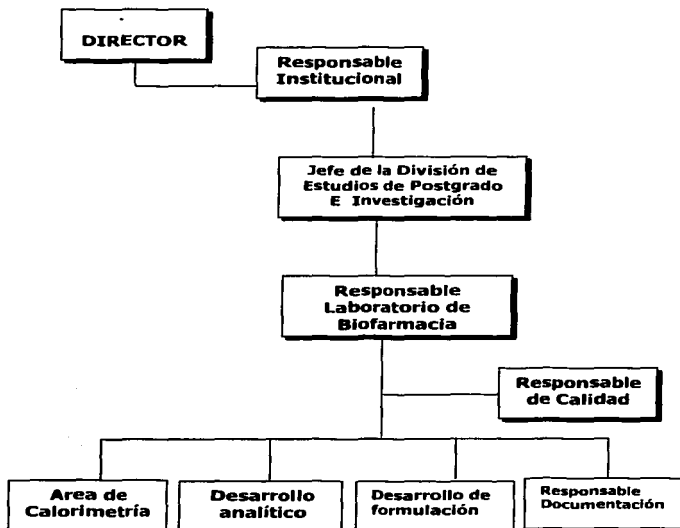 DIRECTOR
Responsable
Institucional
Jefe de la División de
Estudios de Postgrado
E Investigación
Responsable
Laboratorio de
Biofarmacia
Responsable
de Calidad
Area de
Calorimetría
Desarrollo
analítico
Desarrollo de
formulación
Responsable
Documentación